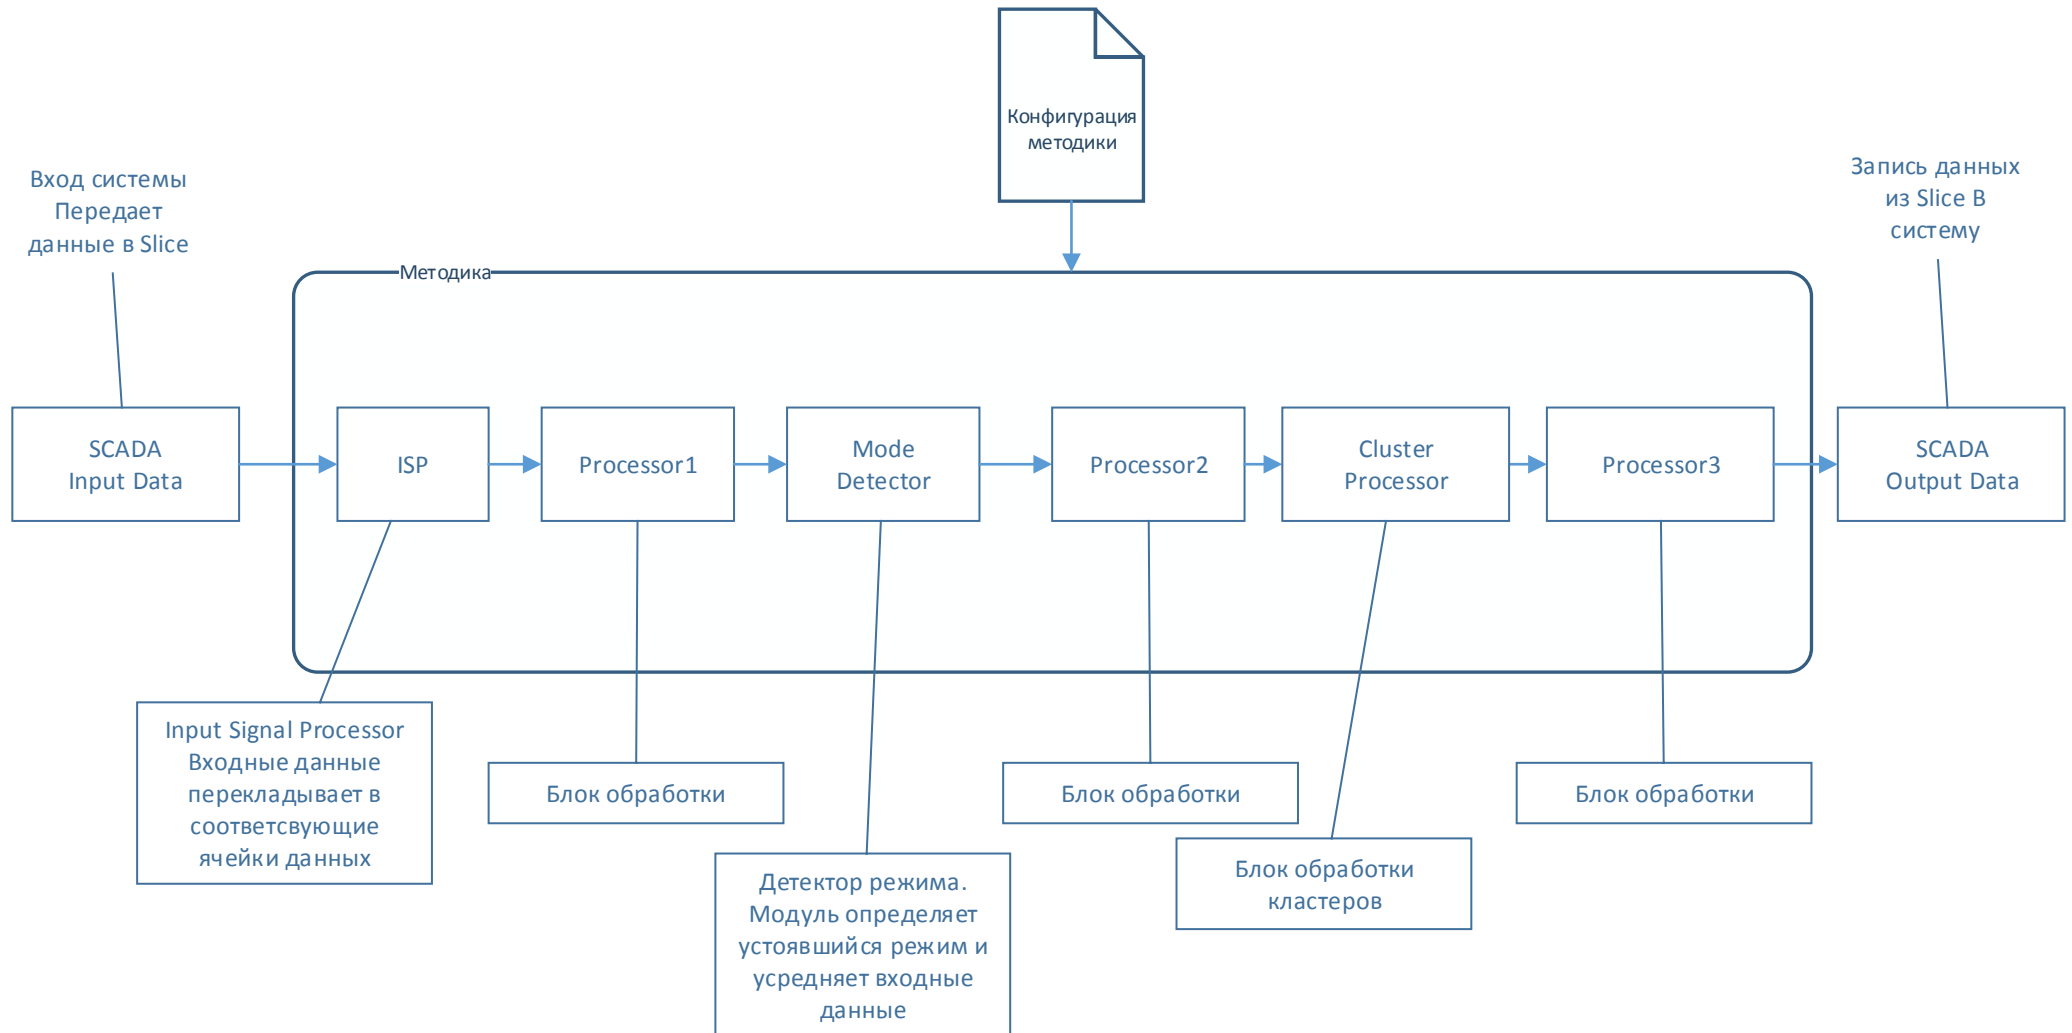 Конфигурация
методики
Вход системы
Передает
данные в Slice
Запись данных
из Slice В
систему
Методика
SCADA
Input Data
ISP
Processor1
Mode
Detector
Processor2
Cluster
Processor
Processor3
SCADA
Output Data
Input Signal Processor
Входные данные
перекладывает в
соответсвующие
ячейки данных
Блок обработки
Детектор режима.
Модуль определяет
устоявшийся режим и
усредняет входные
данные
Блок обработки
Блок обработки
кластеров
Блок обработки